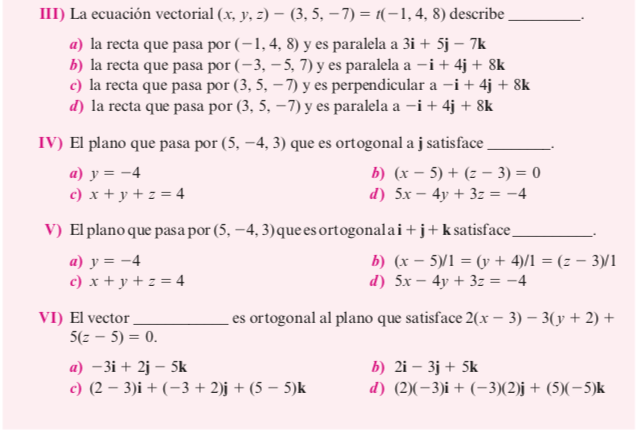 III) La ecuación vectorial (x, y, z) − (3, 5, −7) = t(−1, 4, 8) describe ________.
a) la recta que pasa por (−1, 4, 8) y es paralela a 3i + 5j − 7k
b) la recta que pasa por (−3, −5, 7) y es paralela a −i + 4j + 8k
c) la recta que pasa por (3, 5, −7) y es perpendicular a −i + 4j + 8k
d) la recta que pasa por (3, 5, −7) y es paralela a −i + 4j + 8k
IV) El plano que pasa por (5, −4, 3) que es ortogonal a j satisface ________.
a) y = −4 b) (x − 5) + (z − 3) = 0
c) x + y + z = 4 d) 5x − 4y + 3z = −4
V) El plano que pasa por (5, −4, 3) que es ortogonal a i + j + k satisface __________.
a) y = −4 b) (x − 5)/1 = (y + 4)/1 = (z − 3)/1
c) x + y + z = 4 d) 5x − 4y + 3z = −4
VI) El vector ____________ es ortogonal al plano que satisface 2(x − 3) − 3(y + 2) +
5(z − 5) = 0.
a) −3i + 2j − 5k b) 2i − 3j + 5k
c) (2 − 3)i + (−3 + 2)j + (5 − 5)k d) (2)(−3)i + (−3)(2)j + (5)(−5)k